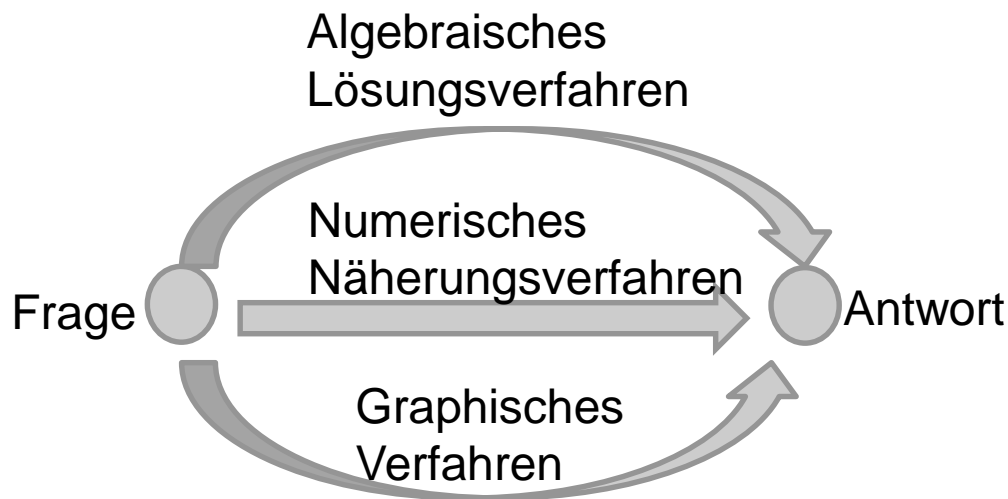 Algebraisches
Lösungsverfahren
Numerisches
Näherungsverfahren
Frage
Antwort
Graphisches
Verfahren